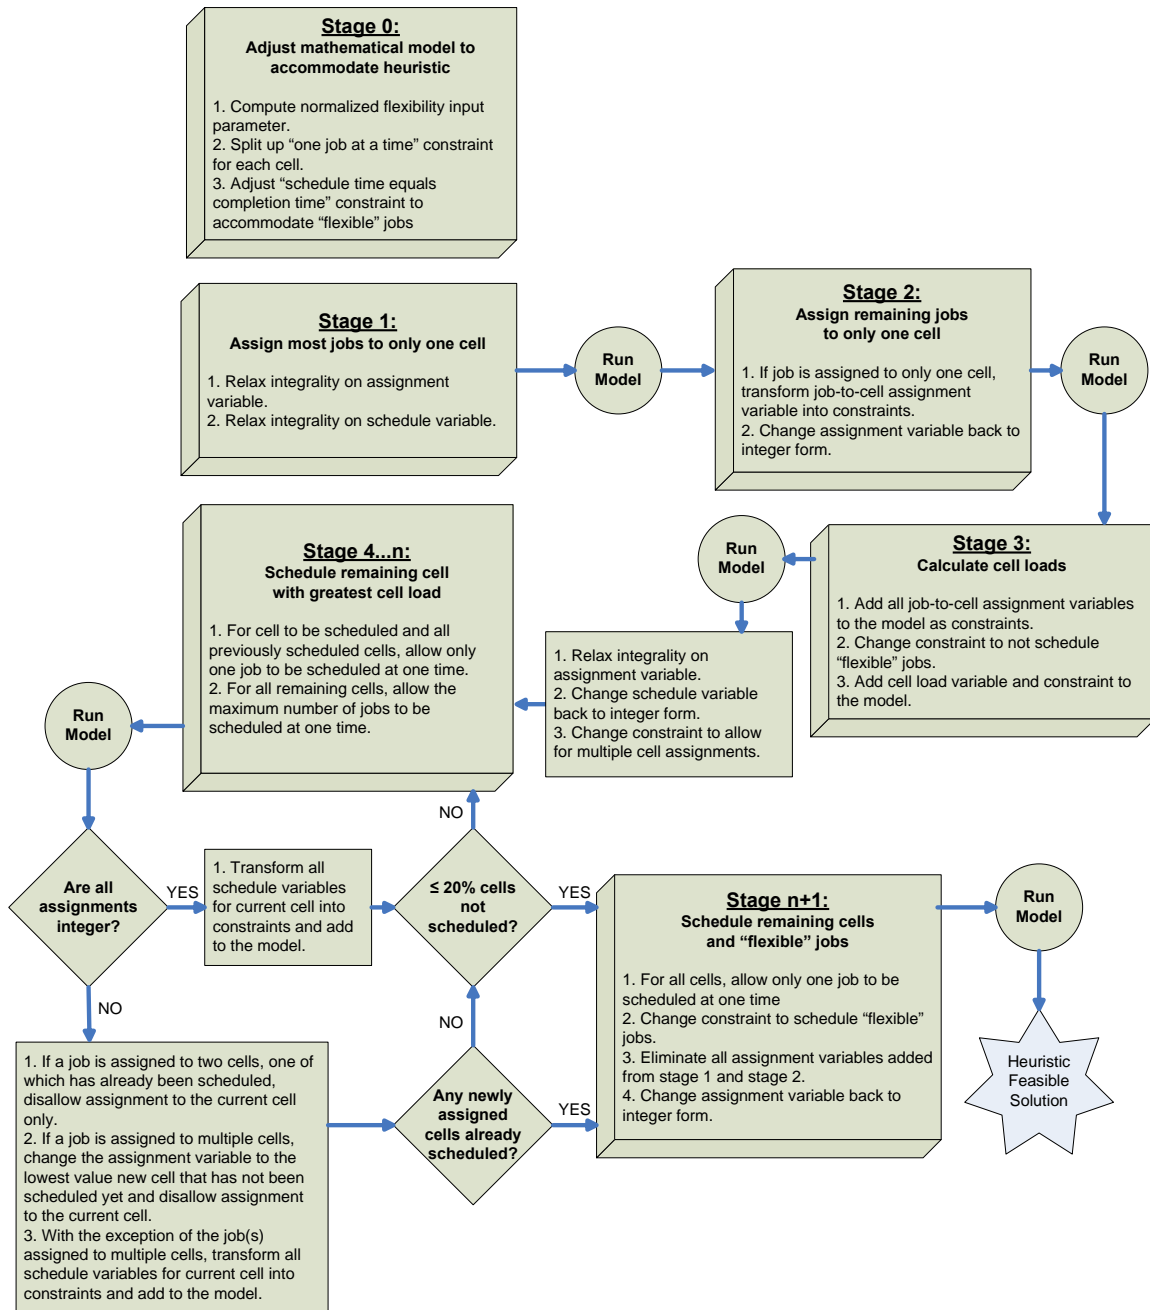 Stage 0:
Adjust mathematical model to
accommodate heuristic
1. Compute normalized flexibility input
parameter.
2. Split up “one job at a time” constraint
for each cell.
3. Adjust “schedule time equals
completion time” constraint to
accommodate “flexible” jobs
Stage 1:
Assign most jobs to only one cell
1. Relax integrality on assignment
variable.
2. Relax integrality on schedule variable.
Run
Model
Stage 2:
Assign remaining jobs
to only one cell
1. If job is assigned to only one cell,
transform job-to-cell assignment
variable into constraints.
2. Change assignment variable back to
integer form.
Run
Model
Stage 3:
Calculate cell loads
1. Add all job-to-cell assignment variables
to the model as constraints.
2. Change constraint to not schedule
“flexible” jobs.
3. Add cell load variable and constraint to
the model.
Run
Model
1. Relax integrality on
assignment variable.
2. Change schedule variable
back to integer form.
3. Change constraint to allow
for multiple cell assignments.
Stage 4...n:
Schedule remaining cell
with greatest cell load
1. For cell to be scheduled and all
previously scheduled cells, allow only
one job to be scheduled at one time.
2. For all remaining cells, allow the
maximum number of jobs to be
scheduled at one time.
Run
Model
Are all
assignments
integer?
YES
1. Transform all
schedule variables
for current cell into
constraints and add
to the model.
NO
≤ 20% cells
not
scheduled?
YES
NO
NO
1. If a job is assigned to two cells, one of
which has already been scheduled,
disallow assignment to the current cell
only.
2. If a job is assigned to multiple cells,
change the assignment variable to the
lowest value new cell that has not been
scheduled yet and disallow assignment
to the current cell.
3. With the exception of the job(s)
assigned to multiple cells, transform all
schedule variables for current cell into
constraints and add to the model.
Any newly
assigned
cells already
scheduled?
YES
Stage n+1:
Schedule remaining cells
and “flexible” jobs
1. For all cells, allow only one job to be
scheduled at one time
2. Change constraint to schedule “flexible”
jobs.
3. Eliminate all assignment variables added
from stage 1 and stage 2.
4. Change assignment variable back to
integer form.
Run
Model
Heuristic
Feasible
Solution